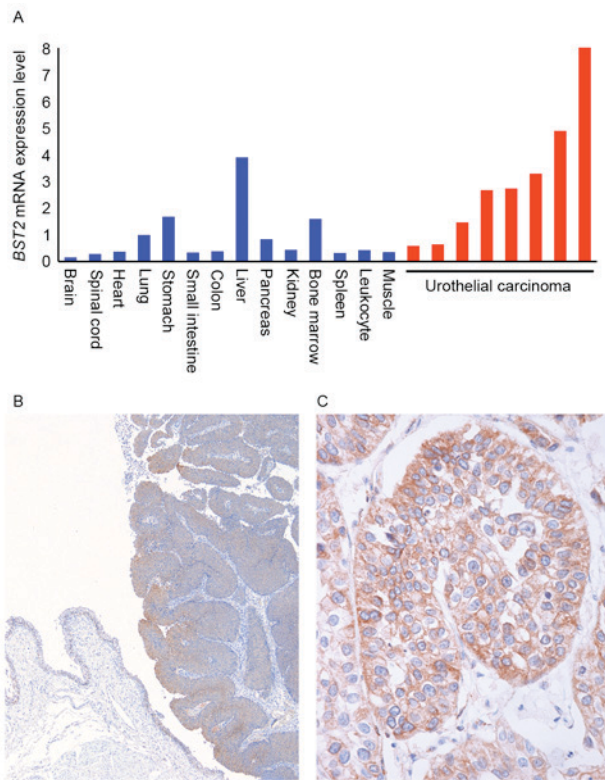 A
BST2 mRNA expression level
8
7
6
5
4
3
2
1
0
Brain
Spinal cord
Heart
Lung
Stomach
Small intestine
Colon
Liver
Pancreas
Kidney
Bone marrow
Spleen
Leukocyte
Muscle
Urothelial carcinoma
B
C